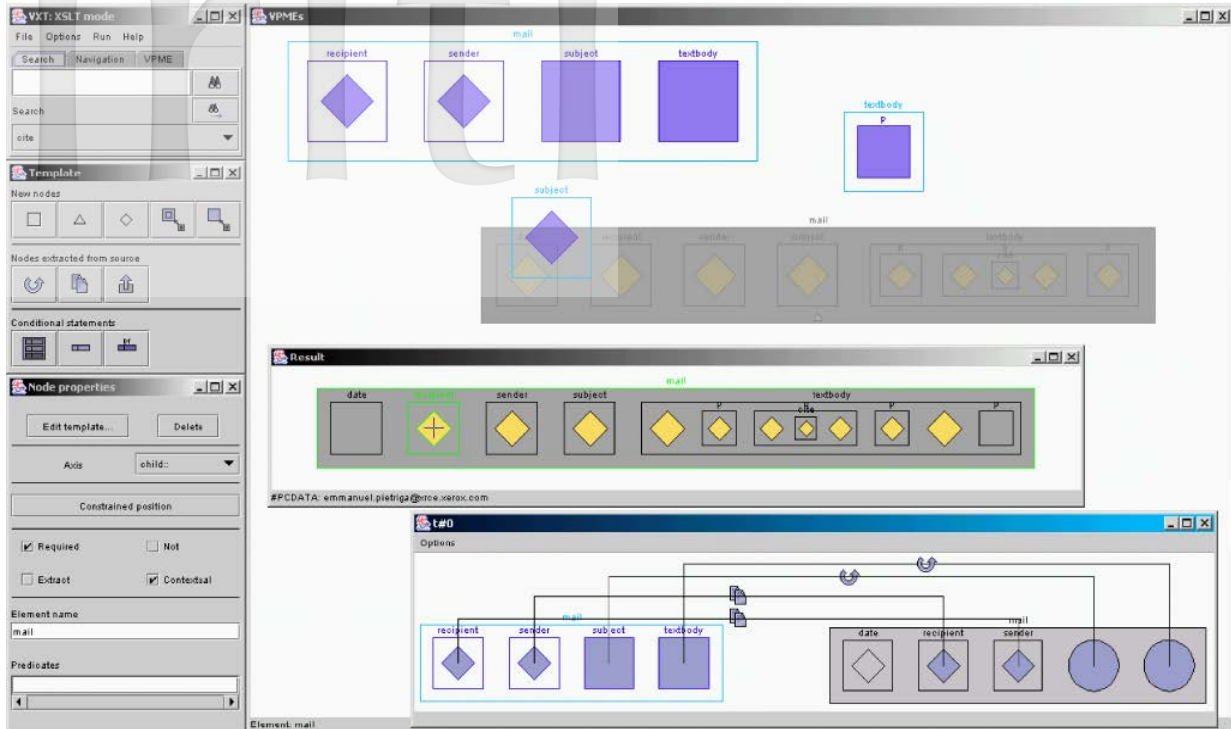 VXT: XSLT mode
File Options Run Help
Search Navigation VPME
Search
cite
Template
New nodes
Nodes extracted from source
Conditional statements
Node properties
Edit template... Delete
Axis child::
Constrained position
Required Not
Extract Contextual
Element name
mail
Predicates
VPMEs
mail
recipient sender subject textbody
textbody
p
subject
mail
recipient sender subject textbody
p p
Result
mail
date recipient sender subject textbody
p cite p p
#PCDATA: emmanuel.pietriga@xrce.xerox.com
t#0
Options
mail
recipient sender subject textbody
mail
date recipient sender
Element: mail